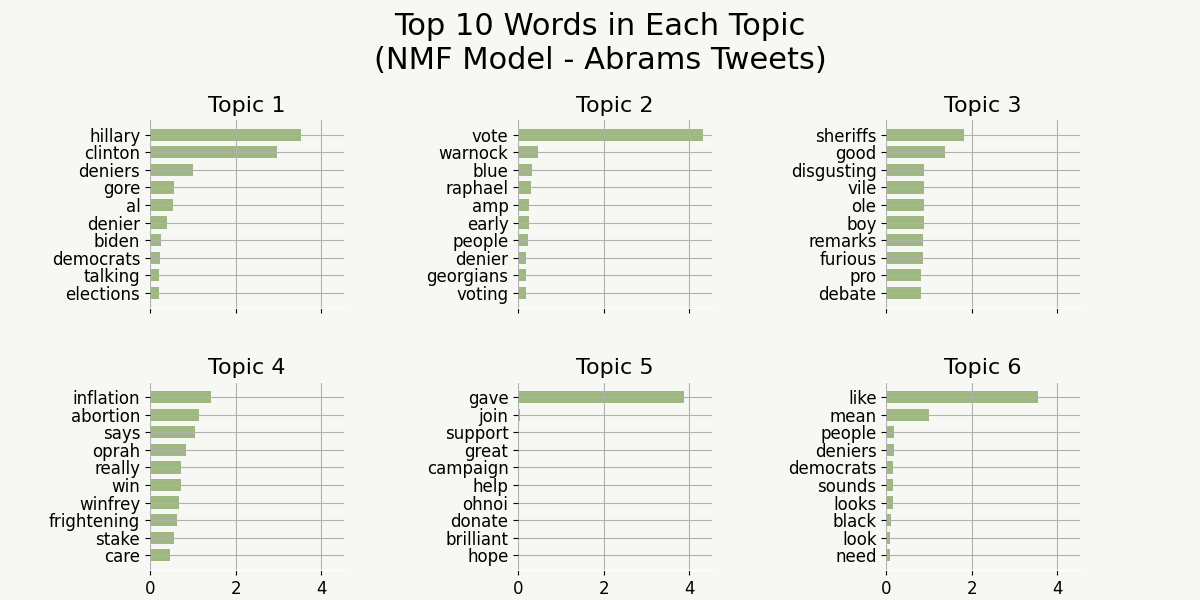 Top 10 Words in Each Topic
(NMF Model - Abrams Tweets)
Topic 1
hillary
clinton
deniers
gore
al
denier
biden
democrats
talking
elections
Topic 2
vote
warnock
blue
raphael
amp
early
people
denier
georgians
voting
Topic 3
sheriffs
good
disgusting
vile
ole
boy
remarks
furious
pro
debate
Topic 4
inflation
abortion
says
oprah
really
win
winfrey
frightening
stake
care
0 2 4
Topic 5
gave
join
support
great
campaign
help
ohnoi
donate
brilliant
hope
0 2 4
Topic 6
like
mean
people
deniers
democrats
sounds
looks
black
look
need
0 2 4